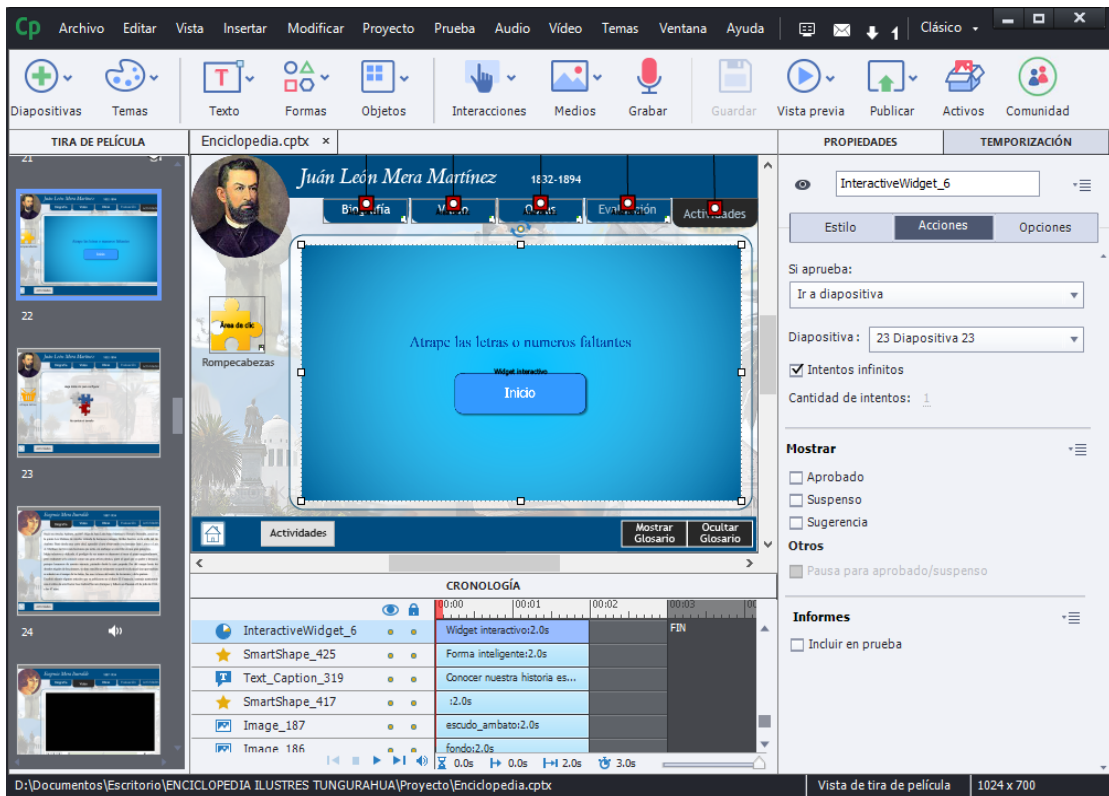 Cp Archivo Editar Vista Insertar Modificar Proyecto Prueba Audio Vídeo Temas Ventana Ayuda Clásico
Diapositivas Temas Texto Formas Objetos Interacciones Medios Grabar Guardar Vista previa Publicar Activos Comunidad
TIRA DE PELÍCULA
Enciclopedia.cptx ×
PROPIEDADES
TEMPORIZACIÓN
21
22
23
24
Juán León Mera Martínez 1832-1894
Biografía
Evaluación
Actividades
Área de clic
Rompecabezas
Atrape las letras o numeros faltantes
Widget interactivo
Inicio
Actividades
Mostrar Glosario
Ocultar Glosario
InteractiveWidget_6
Estilo Acciones Opciones
Si aprueba:
Ir a diapositiva
Diapositiva: 23 Diapositiva 23
Intentos infinitos
Cantidad de intentos: 1
Mostrar
Aprobado
Suspenso
Sugerencia
Otros
Pausa para aprobado/suspenso
Informes
Incluir en prueba
CRONOLOGÍA
00:00 00:01 00:02 00:03
InteractiveWidget_6 Widget interactivo:2.0s FIN
SmartShape_425 Forma inteligente:2.0s
Text_Caption_319 Conocer nuestra historia es...
SmartShape_417 :2.0s
Image_187 escudo_ambato:2.0s
Image_186 fondo:2.0s
0.0s 0.0s 2.0s 3.0s
D:\Documentos\Escritorio\ENCICLOPEDIA ILUSTRES TUNGURAHUA\Proyecto\Enciclopedia.cptx Vista de tira de película 1024 x 700